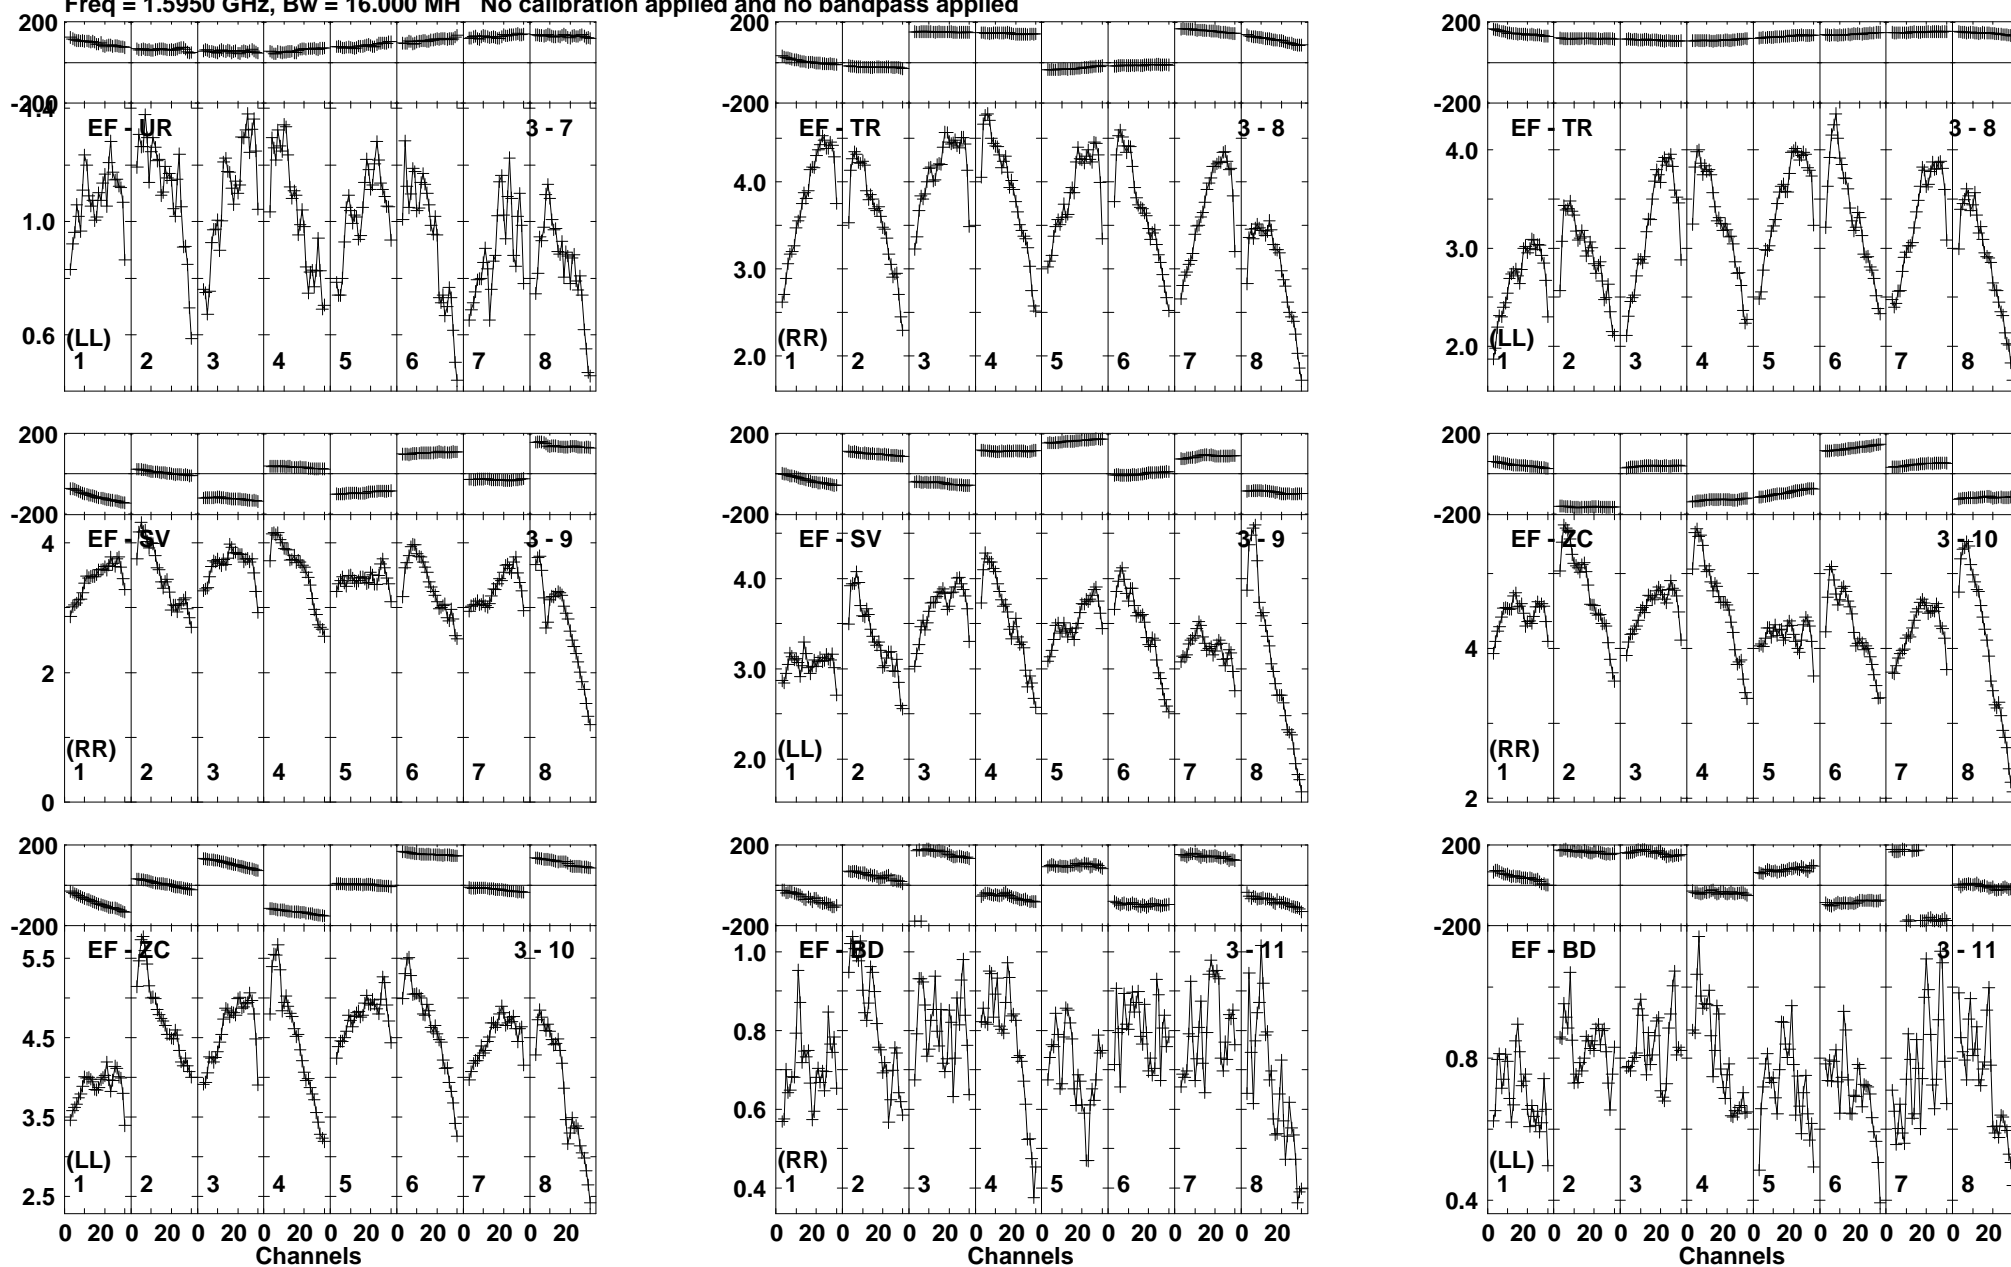 Freq = 1.5950 GHz, Bw = 16.000 MH No calibration applied and no bandpass applied
200 200 200
-200 -200 -200
1.4
EF - UR 3 - 7 EF - TR 3 - 8 EF - TR 3 - 8
4.0 4.0
1.0
3.0 3.0
0.6
(LL) (RR) (LL)
2.0 2.0
1 2 3 4 5 6 7 8 1 2 3 4 5 6 7 8 1 2 3 4 5 6 7 8
200 200 200
-200 -200 -200
EF - SV 3 - 9 EF - SV 3 - 9 EF - ZC 3 - 10
4 4.0
4
2 3.0
(RR) (LL) (RR)
2.0
1 2 3 4 5 6 7 8 1 2 3 4 5 6 7 8 1 2 3 4 5 6 7 8
0 2
200 200 200
-200 -200 -200
EF - ZC 3 - 10 EF - BD 3 - 11 EF - BD 3 - 11
5.5 1.0
4.5 0.8 0.8
3.5 0.6
(LL) (RR) (LL)
1 2 3 4 5 6 7 8 1 2 3 4 5 6 7 8 1 2 3 4 5 6 7 8
2.5 0.4 0.4
0 20 0 20 0 20 0 20 0 20 0 20 0 20 0 20 0 20 0 20 0 20 0 20 0 20 0 20 0 20 0 20 0 20 0 20 0 20 0 20 0 20 0 20 0 20 0 20
Channels Channels Channels